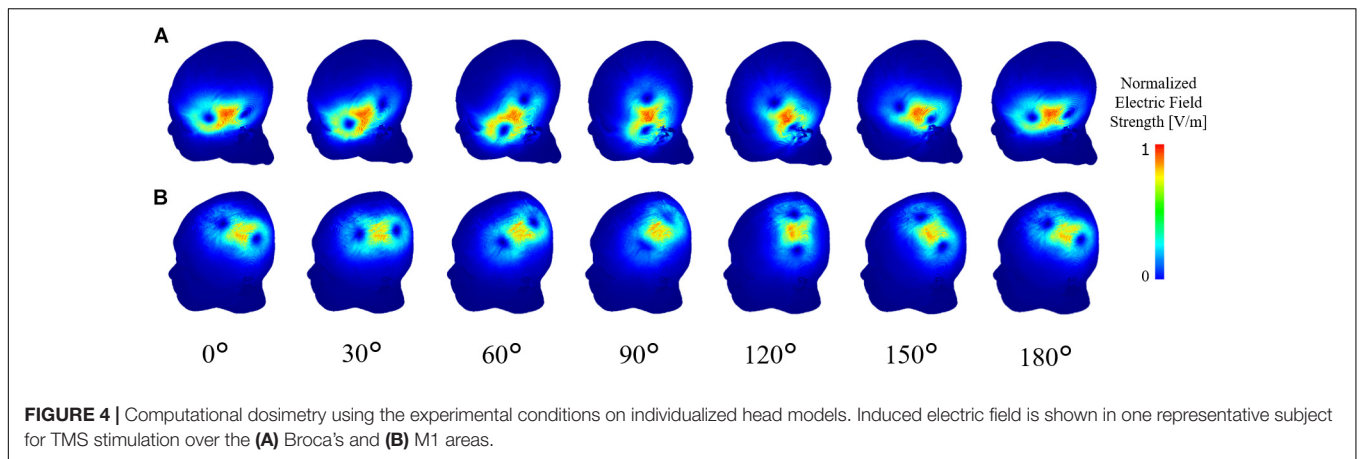 A
Normalized
Electric Field
Strength [V/m]
1
0
B
0°
30°
60°
90°
120°
150°
180°
FIGURE 4 | Computational dosimetry using the experimental conditions on individualized head models. Induced electric field is shown in one representative subject
for TMS stimulation over the (A) Broca's and (B) M1 areas.